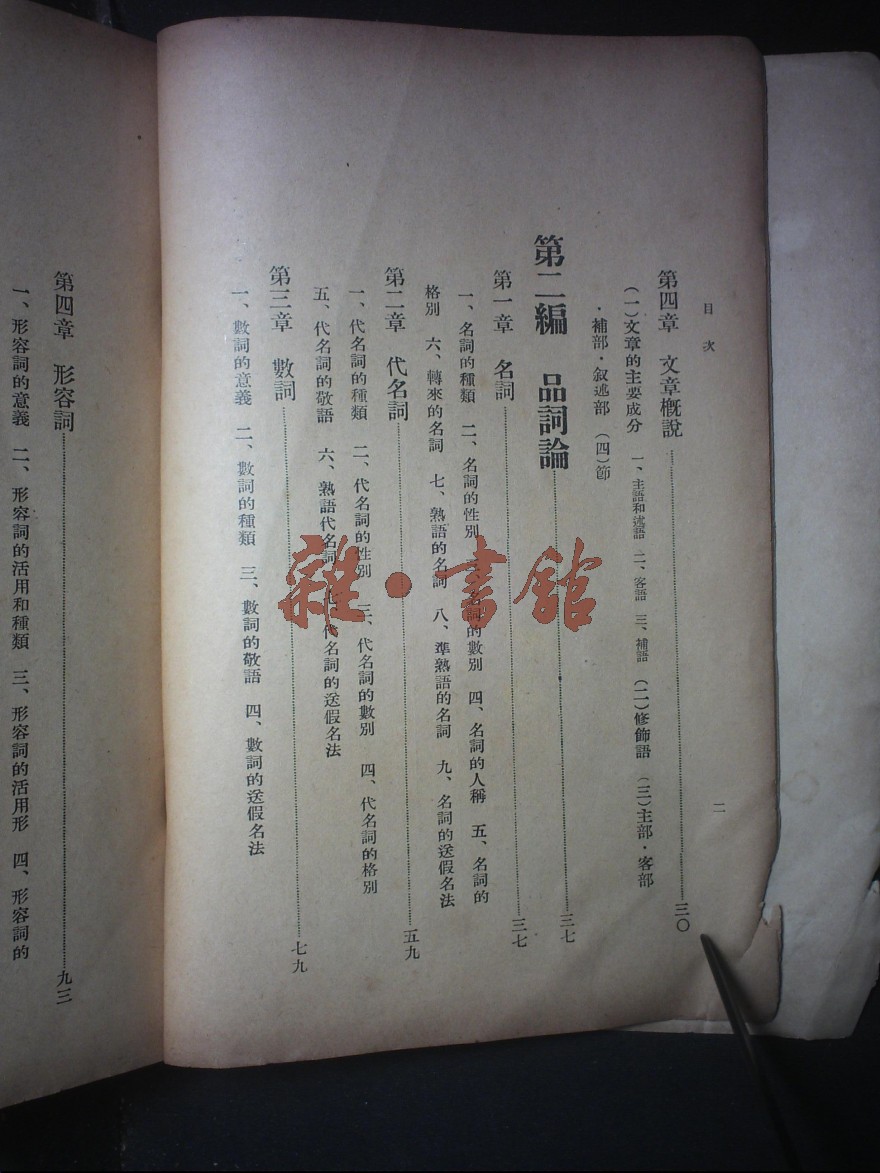 目次
二
第四章　文章概說 三〇
(一)文章的主要成分　一、主語和述語　二、客語　三、補語　(二)修飾語　(三)主部・客部
・補部・叙述部　(四)節
第二編　品詞論 三七
第一章　名詞 三七
一、名詞的種類　二、名詞的性別　三、名詞的數別　四、名詞的人稱　五、名詞的
格別　六、轉來的名詞　七、熟語的名詞　八、準熟語的名詞　九、名詞的送假名法
第二章　代名詞 五九
一、代名詞的種類　二、代名詞的性別　三、代名詞的數別　四、代名詞的格別
五、代名詞的敬語　六、熟語代名詞　七、代名詞的送假名法
第三章　數詞 七九
一、數詞的意義　二、數詞的種類　三、數詞的敬語　四、數詞的送假名法
第四章　形容詞 九三
一、形容詞的意義　二、形容詞的活用和種類　三、形容詞的活用形　四、形容詞的
雜・書館